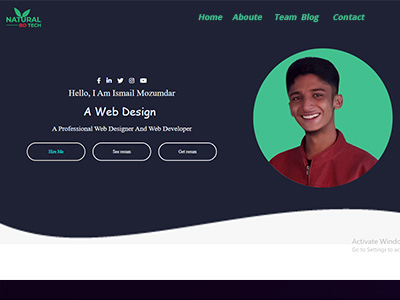 NATURAL
BD TECH
Home Aboute Team Blog Contact
Hello, I Am Ismail Mozumdar
A Web Design
A Professional Web Designer And Web Developer
Hire Me See resum Get resum
Activate Windo
Go to Settings to ac